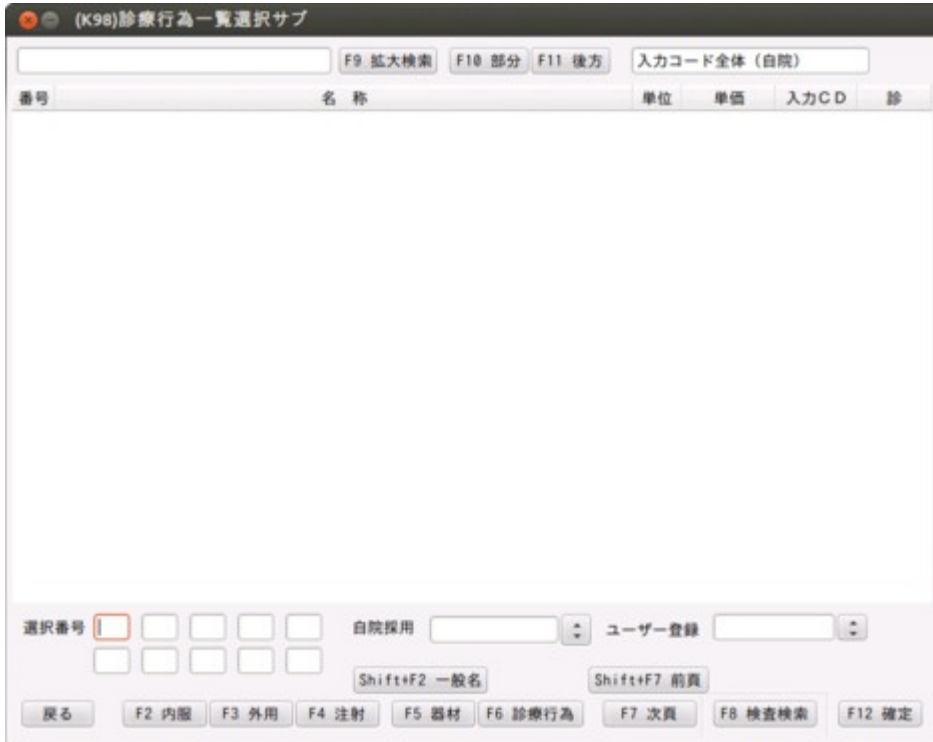 (K98)診療行為一覧選択サブ
F9 拡大検索 F10 部分 F11 後方 入力コード全体（自院）
番号 名 称 単位 単価 入力ＣＤ 診
選択番号 自院採用 ユーザー登録
Shift+F2 一般名 Shift+F7 前頁
戻る F2 内服 F3 外用 F4 注射 F5 器材 F6 診療行為 F7 次頁 F8 検査検索 F12 確定